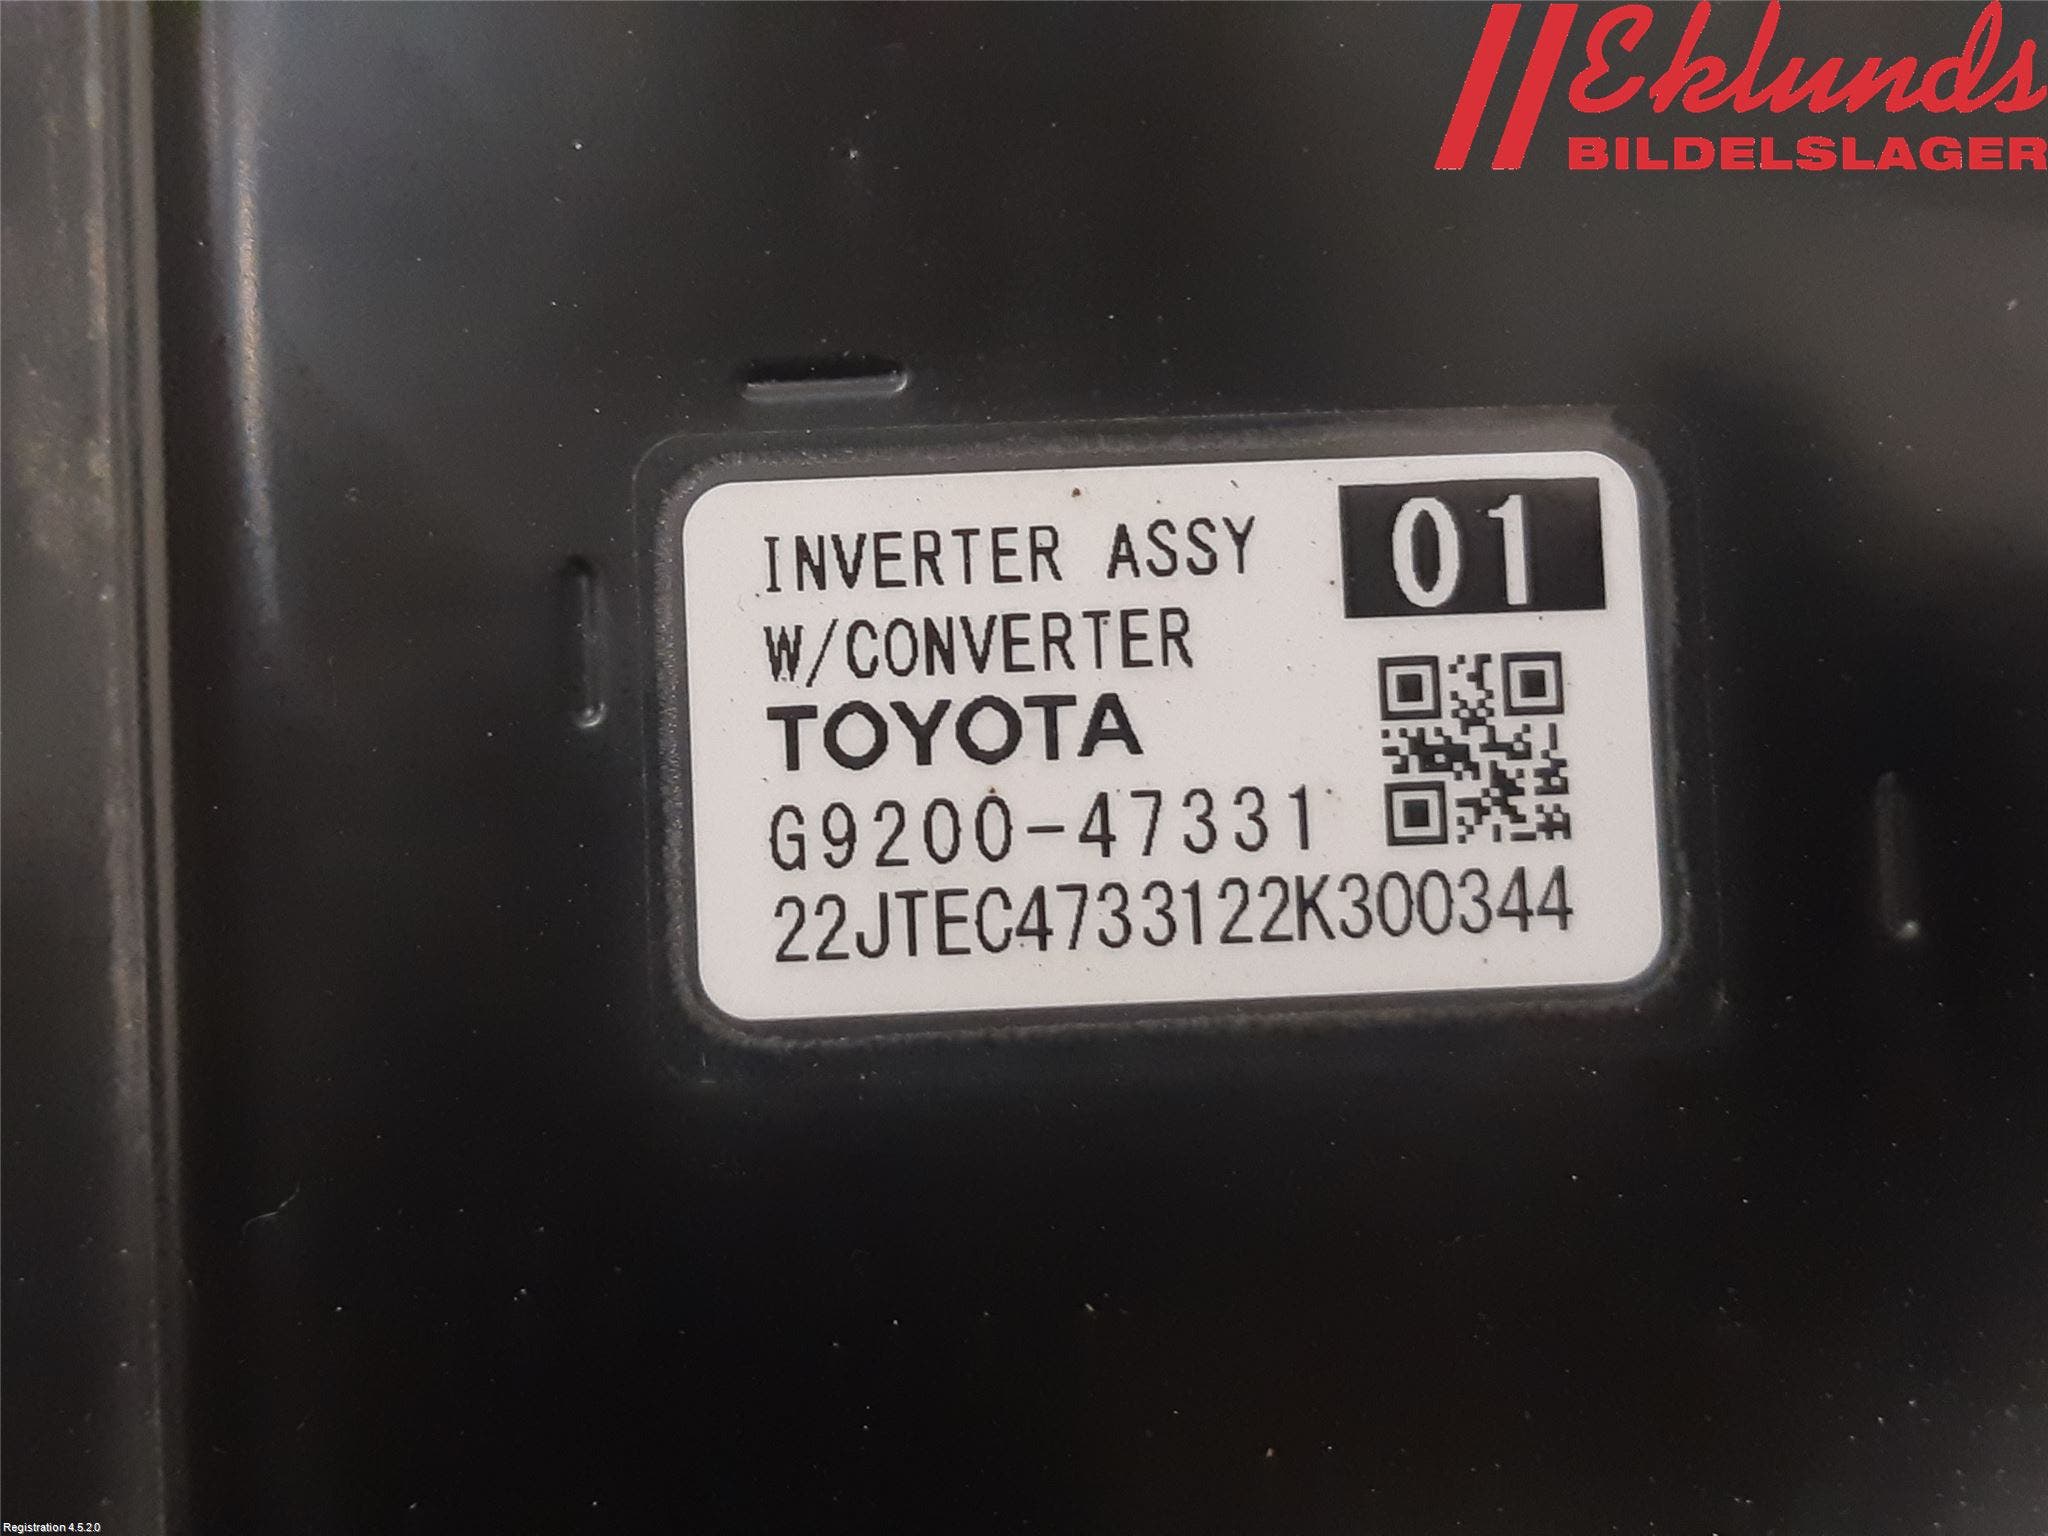 Eklunds
BILDELSLAGER
INVERTER ASSY 01
W/CONVERTER
TOYOTA
G9200-47331
22JTEC4733122K300344
Registration 4.5.2.0